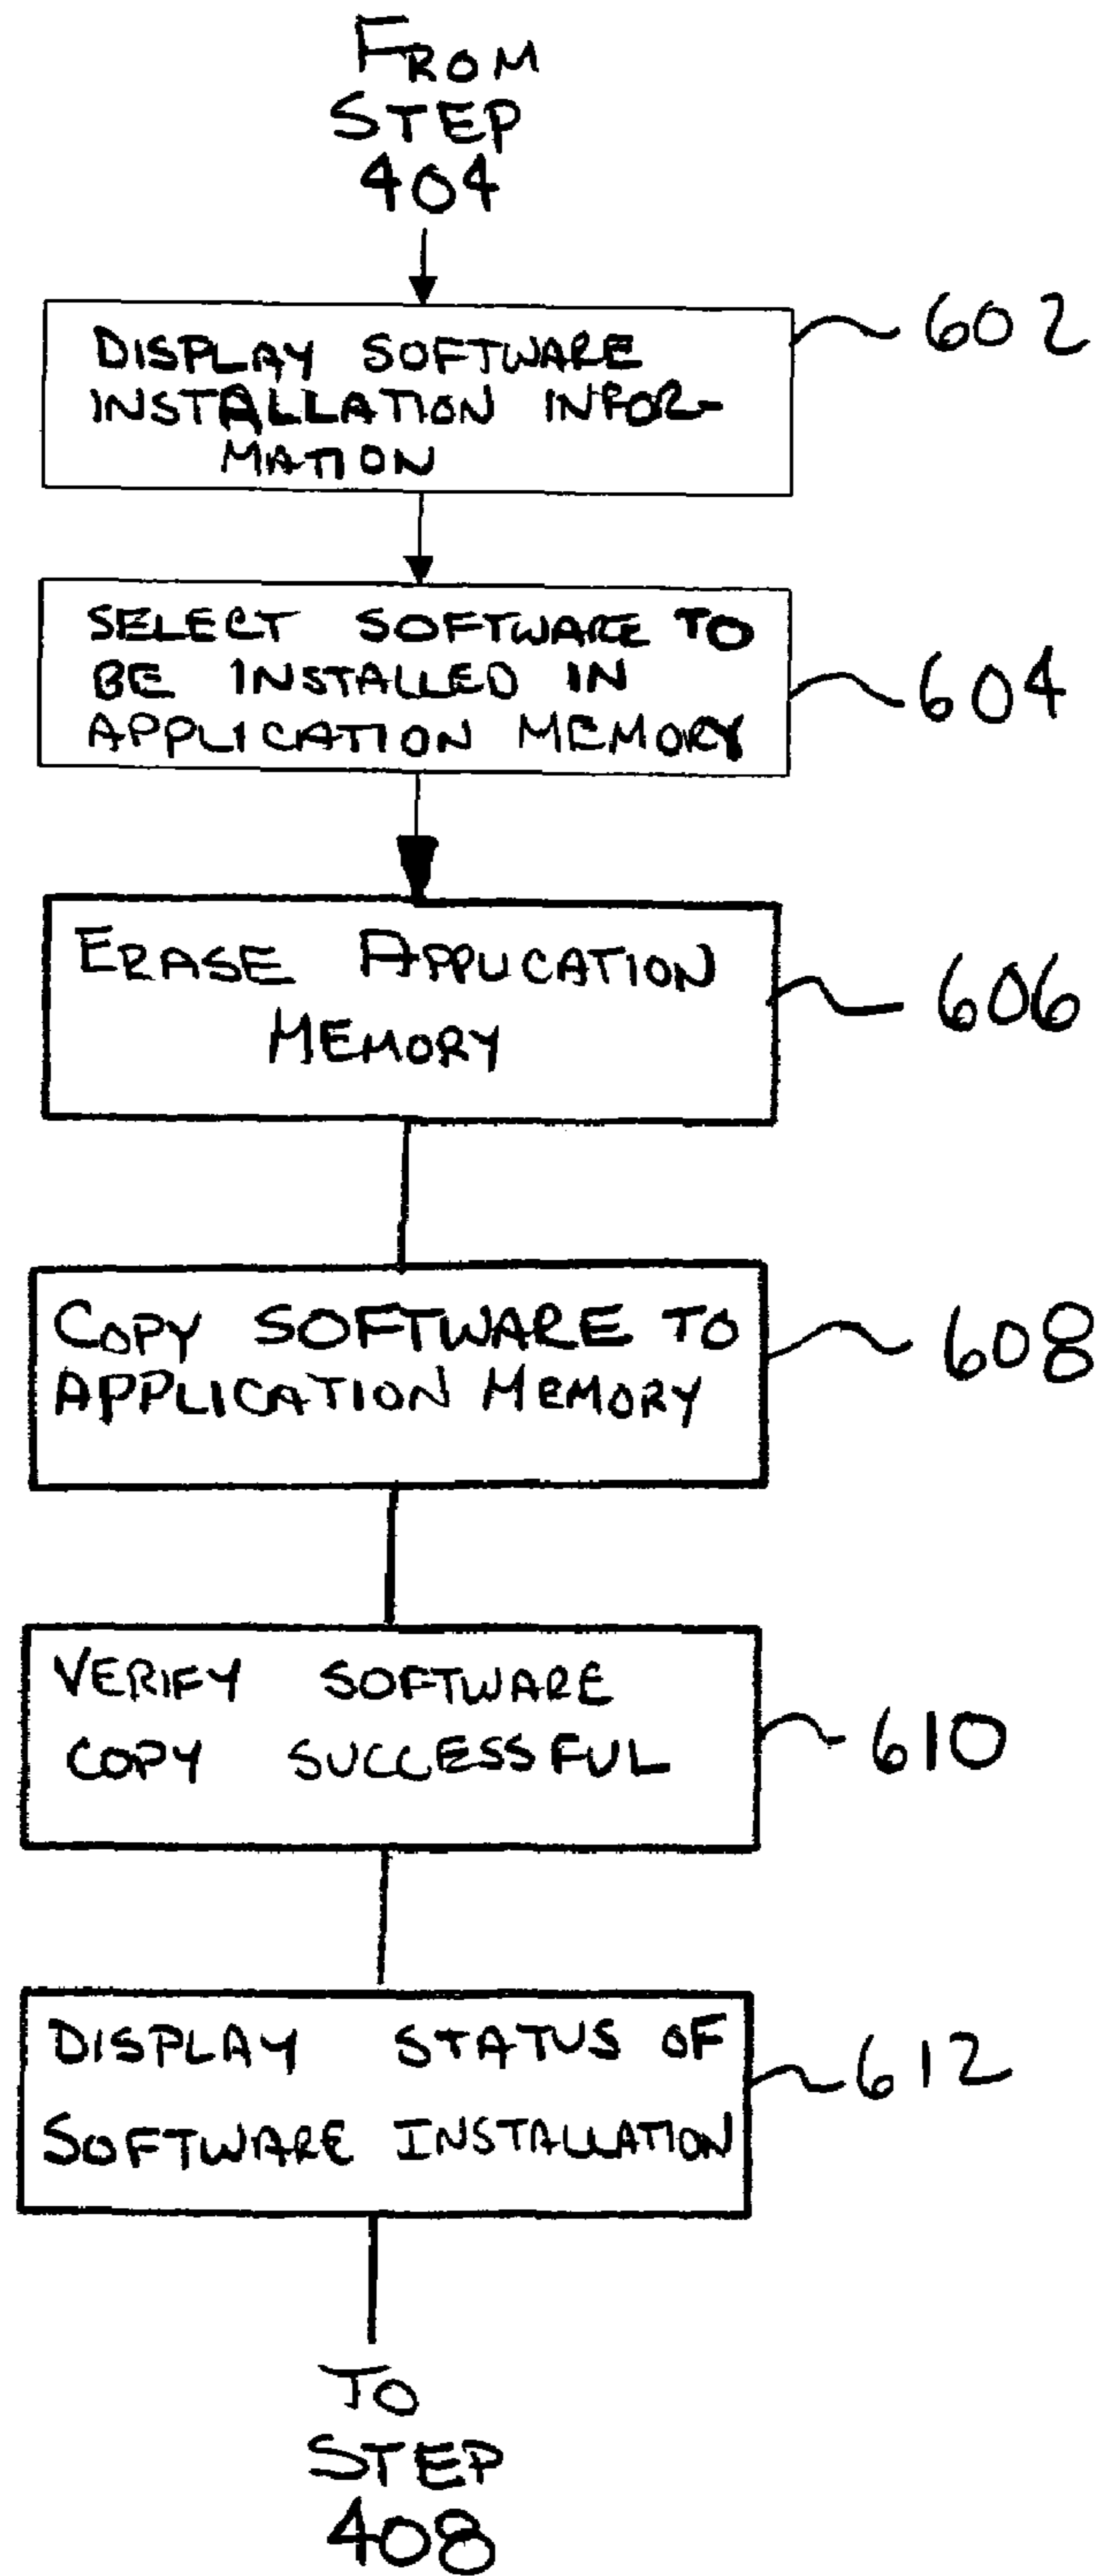 FROM
STEP
404
602
DISPLAY SOFTWARE
INSTALLATION INFOR-
MATION
SELECT SOFTWARE TO
BE INSTALLED IN
APPLICATION MEMORY
604
ERASE APPLICATION
MEMORY
606
COPY SOFTWARE TO
APPLICATION MEMORY
608
VERIFY SOFTWARE
COPY SUCCESSFUL
610
DISPLAY STATUS OF
SOFTWARE INSTALLATION
612
TO
STEP
408